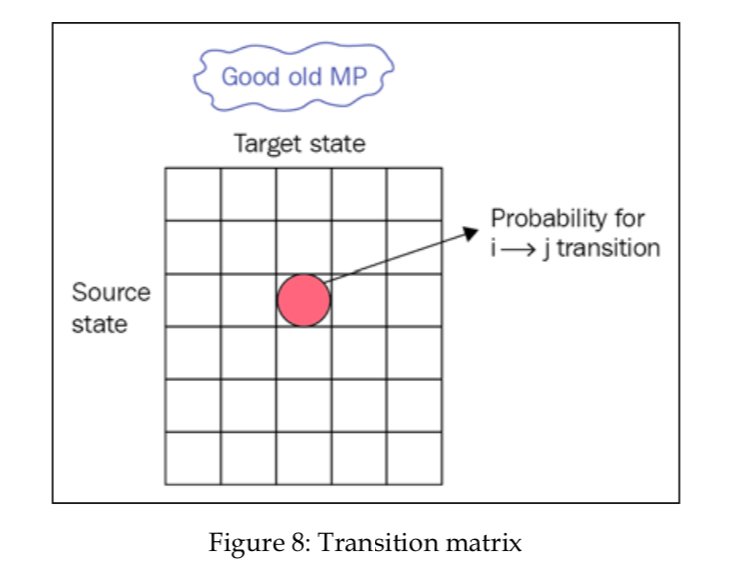 Good old MP
Target state
Probability for
i → j transition
Source
state
Figure 8: Transition matrix